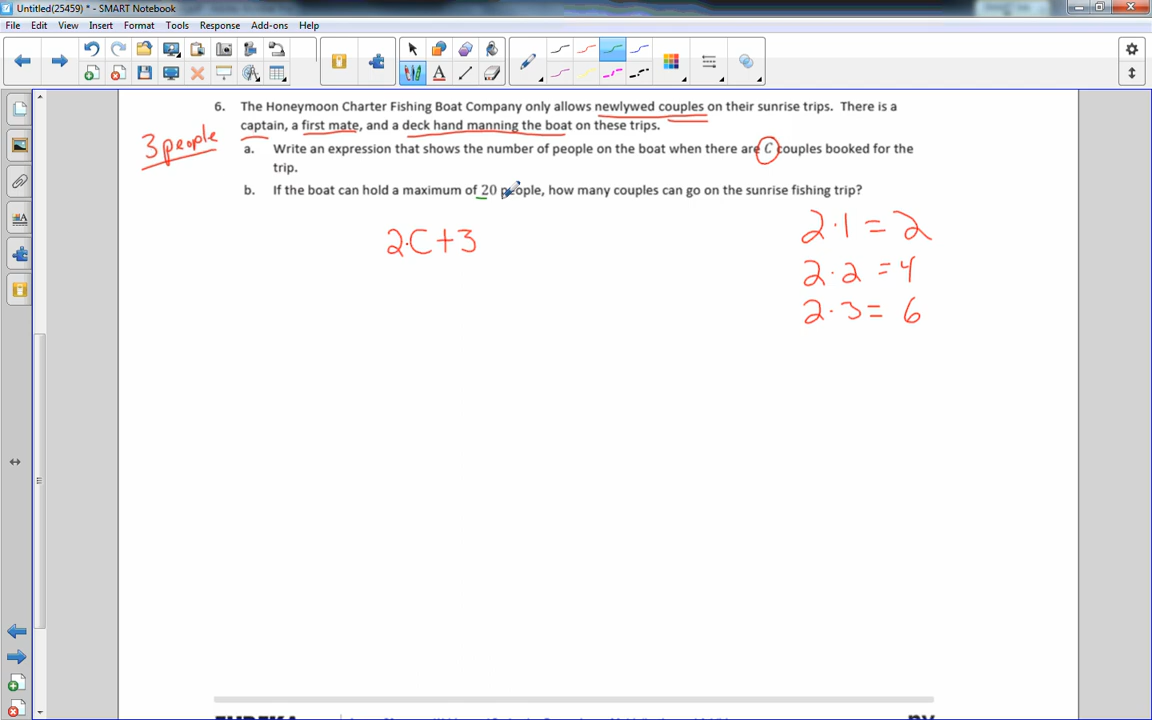 Untitled(25459) * - SMART Notebook
File Edit View Insert Format Tools Response Add-ons Help
6. The Honeymoon Charter Fishing Boat Company only allows newlywed couples on their sunrise trips. There is a
captain, a first mate, and a deck hand manning the boat on these trips.
3 people
a. Write an expression that shows the number of people on the boat when there are C couples booked for the
trip.
b. If the boat can hold a maximum of 20 people, how many couples can go on the sunrise fishing trip?
2·C+3
2·1 = 2
2·2 = 4
2·3 = 6
EUREKA